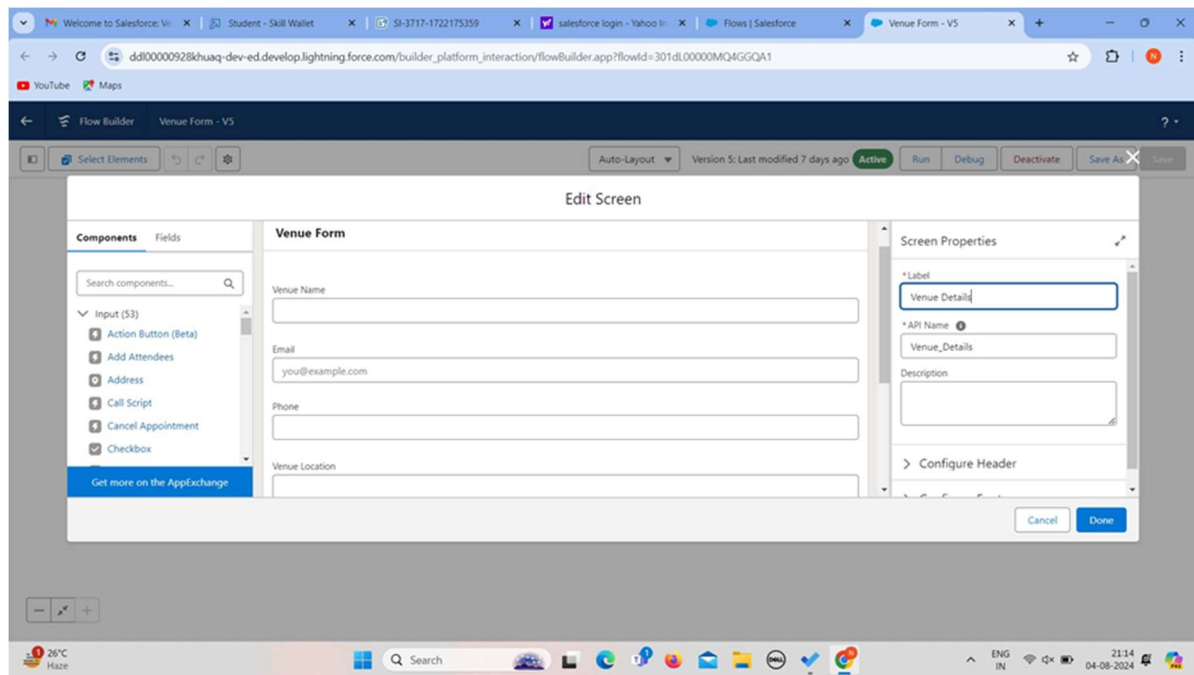 Welcome to Salesforce: Ve
Student - Skill Wallet
SI-3717-1722175359
salesforce login - Yahoo In
Flows | Salesforce
Venue Form - V5
ddl00000928khuaq-dev-ed.develop.lightning.force.com/builder_platform_interaction/flowBuilder.app?flowId=301dL00000MQ4GGQA1
N
YouTube
Maps
Flow Builder
Venue Form - V5
?
Select Elements
Auto-Layout
Version 5: Last modified 7 days ago
Active
Run
Debug
Deactivate
Save As
Save
Edit Screen
Components
Fields
Search components...
Input (53)
Action Button (Beta)
Add Attendees
Address
Call Script
Cancel Appointment
Checkbox
Get more on the AppExchange
Venue Form
Venue Name
Email
you@example.com
Phone
Venue Location
Screen Properties
*Label
Venue Details
*API Name
Venue_Details
Description
Configure Header
Cancel
Done
1
26°C
Haze
Search
DELL
ENG
IN
21:14
04-08-2024